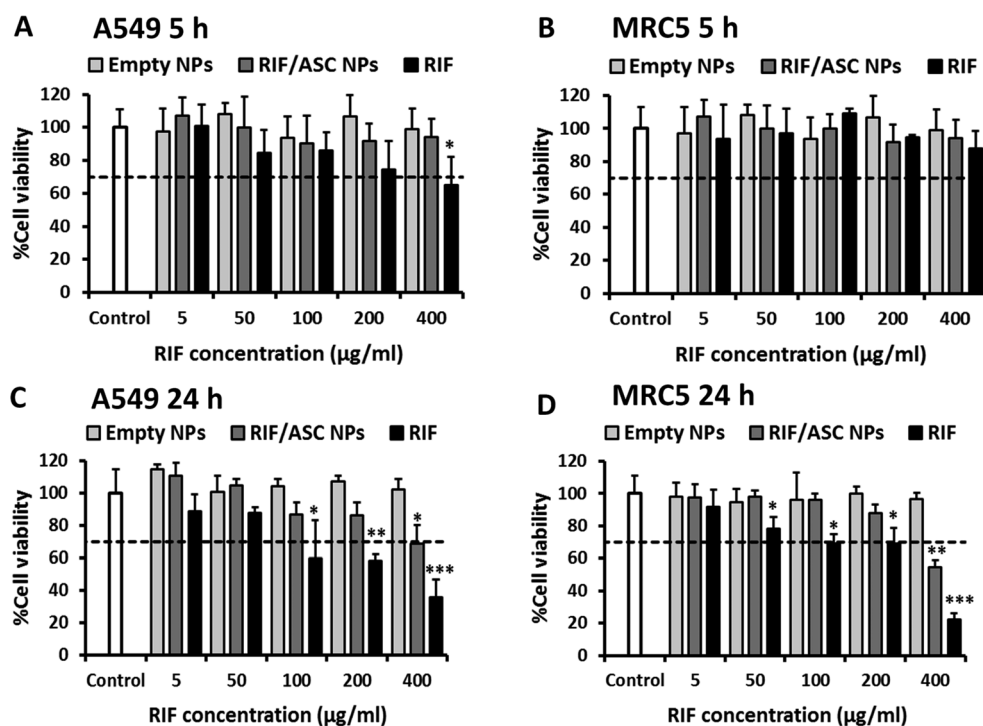 A A549 5 h
Empty NPs RIF/ASC NPs RIF
120
100
80
60
40
20
0
%Cell viability
*
Control 5 50 100 200 400
RIF concentration (µg/ml)
B MRC5 5 h
Empty NPs RIF/ASC NPs RIF
120
100
80
60
40
20
0
%Cell viability
Control 5 50 100 200 400
RIF concentration (µg/ml)
C A549 24 h
Empty NPs RIF/ASC NPs RIF
120
100
80
60
40
20
0
%Cell viability
* ** * ***
Control 5 50 100 200 400
RIF concentration (µg/ml)
D MRC5 24 h
Empty NPs RIF/ASC NPs RIF
120
100
80
60
40
20
0
%Cell viability
* * * ** ***
Control 5 50 100 200 400
RIF concentration (µg/ml)